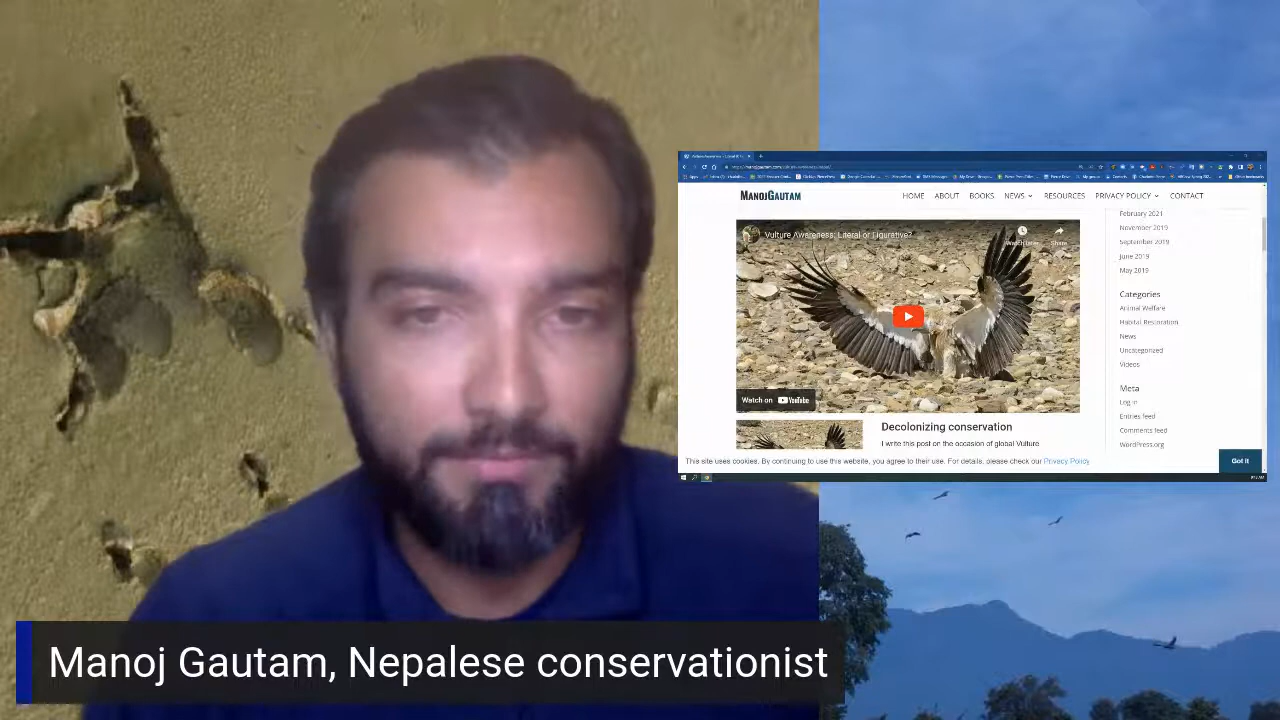 MANOJGAUTAM
HOME ABOUT BOOKS NEWS RESOURCES PRIVACY POLICY CONTACT
Vulture Awareness: Literal or Figurative?
Watch later
Share
Watch on YouTube
Decolonizing conservation
I write this post on the occasion of global Vulture
February 2021
November 2019
September 2019
June 2019
May 2019
Categories
Animal Welfare
Habitat Restoration
News
Uncategorized
Videos
Meta
Log in
Entries feed
Comments feed
WordPress.org
This site uses cookies. By continuing to use this website, you agree to their use. For details, please check our Privacy Policy
Got It
Manoj Gautam, Nepalese conservationist